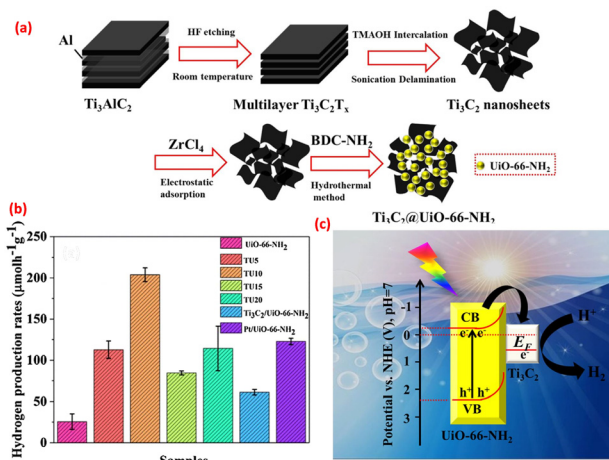 (a)
HF etching
Room temperature
TMAOH Intercalation
Sonication Delamination
Al
Ti₃AlC₂
Multilayer Ti₃C₂Tₓ
Ti₃C₂ nanosheets
ZrCl₄
Electrostatic
adsorption
BDC-NH₂
Hydrothermal
method
UiO-66-NH₂
Ti₃C₂@UiO-66-NH₂
(b)
Hydrogen production rates (μmolh⁻¹g⁻¹)
250
200
150
100
50
0
UiO-66-NH₂
TU5
TU10
TU15
TU20
Ti₃C₂/UiO-66-NH₂
Pt/UiO-66-NH₂
Samples
(c)
Potential vs. NHE (V), pH=7
-1
0
1
2
3
CB
e⁻ e⁻
h⁺ h⁺
VB
UiO-66-NH₂
E_F
e⁻
Ti₃C₂
H⁺
H₂